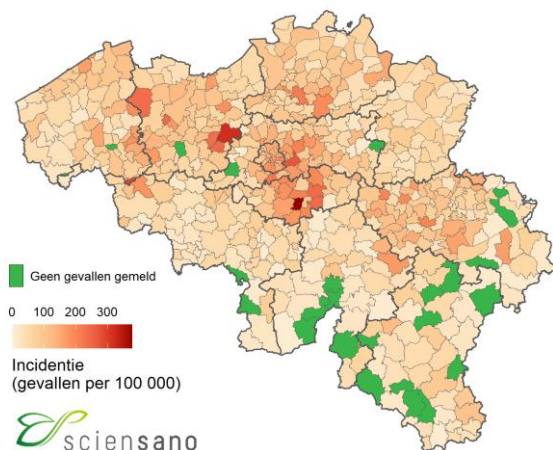 Geen gevallen gemeld
0 100 200 300
Incidentie
(gevallen per 100 000)
sciensano